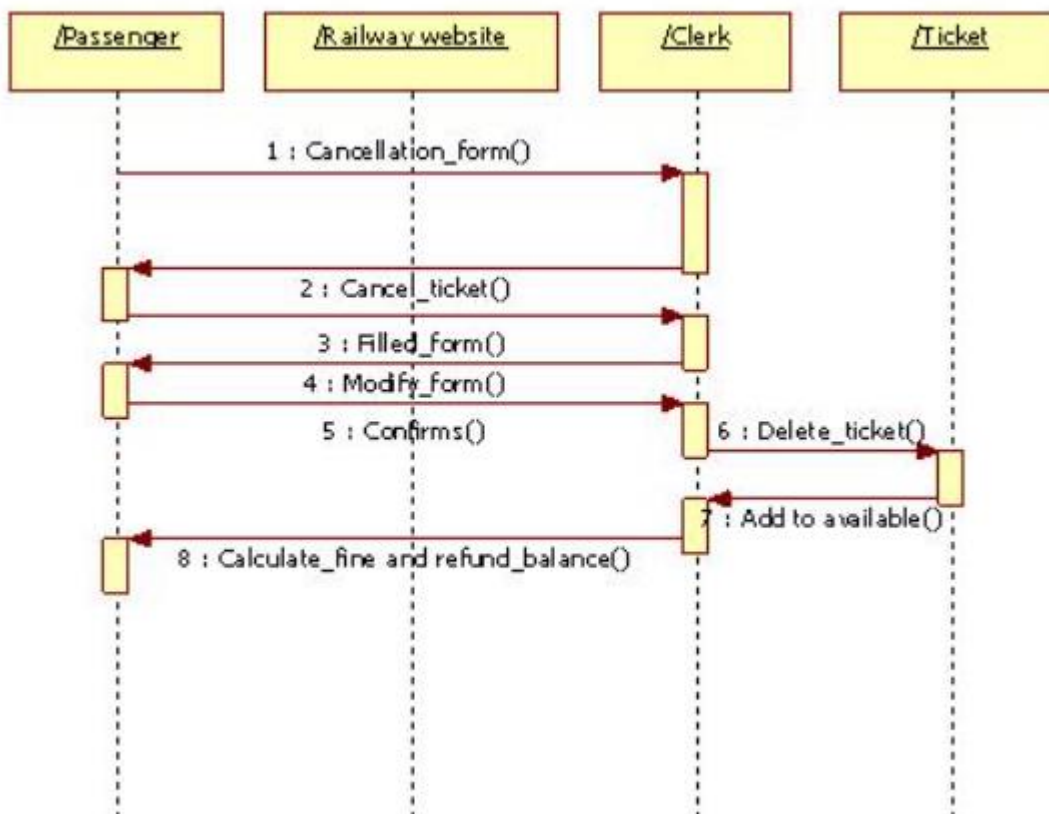 /Passenger
/Railway website
/Clerk
/Ticket
1 : Cancellation_form()
2 : Cancel_ticket()
3 : Filled_form()
4 : Modify_form()
5 : Confirms()
6 : Delete_ticket()
7 : Add to available()
8 : Calculate_fine and refund_balance()